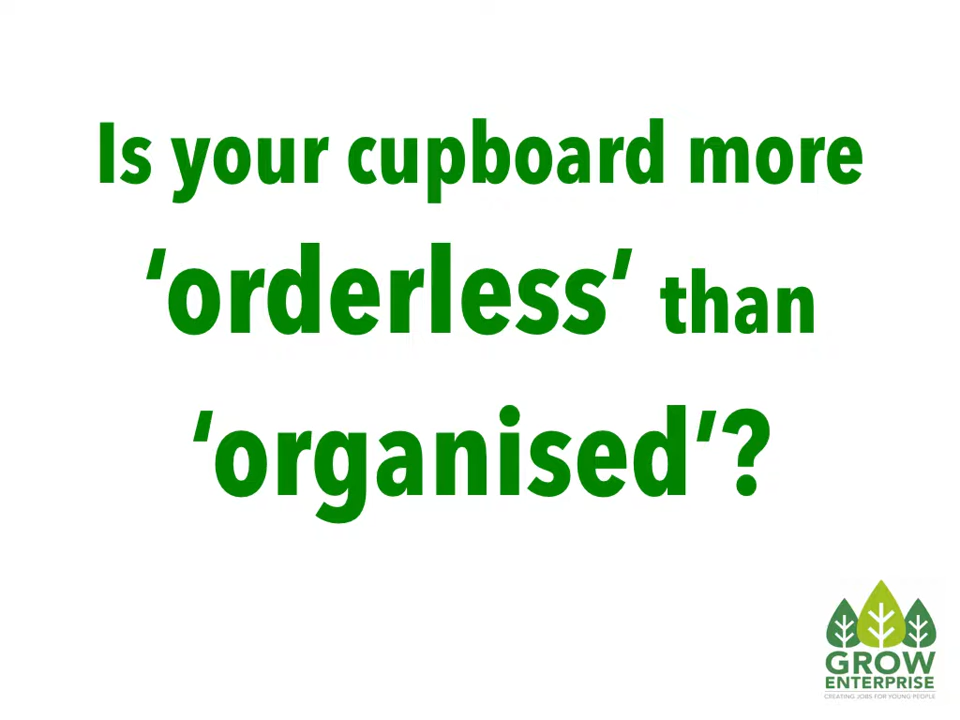 Is your cupboard more
‘orderless’ than
‘organised’?
GROW
ENTERPRISE
CREATING JOBS FOR YOUNG PEOPLE